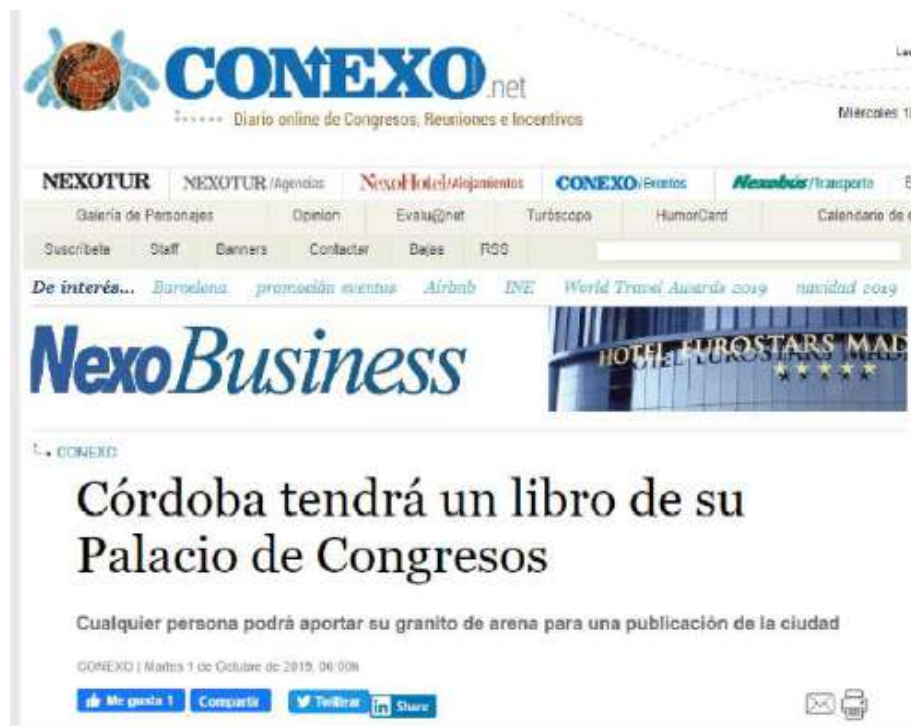 CONEXO.net
Diario online de Congresos, Reuniones e Incentivos
Miércoles
NEXOTUR NEXOTUR/Agencias NexoHotel/Alojamientos CONEXO/Eventos Nexobús/Transporte
Galería de Personajes Opinion Evalu@net Turóscopo HumorCard Calendario de
Suscríbete Staff Banners Contactar Bajas RSS
De interés... Barcelona promoción eventos Airbnb INE World Travel Awards 2019 navidad 2019
NexoBusiness
HOTEL EUROSTARS MAD
CONEXO
Córdoba tendrá un libro de su
Palacio de Congresos
Cualquier persona podrá aportar su granito de arena para una publicación de la ciudad
CONEXO | Martes 1 de Octubre de 2019, 06:00h
Me gusta 1 Compartir Twittear in Share